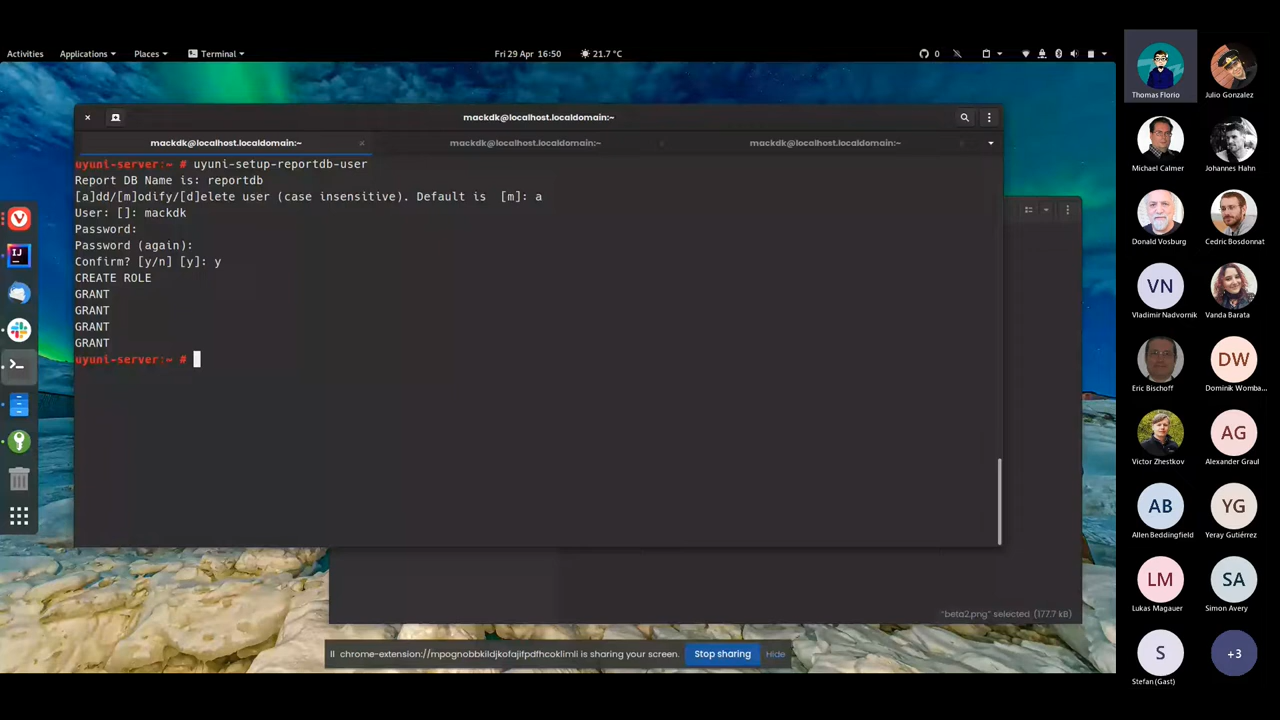 Activities Applications Places Terminal Fri 29 Apr 16:50 21.7 °C 0
mackdk@localhost.localdomain:~
mackdk@localhost.localdomain:~ mackdk@localhost.localdomain:~ mackdk@localhost.localdomain:~
uyuni-server:~ # uyuni-setup-reportdb-user
Report DB Name is: reportdb
[a]dd/[m]odify/[d]elete user (case insensitive). Default is  [m]: a
User: []: mackdk
Password:
Password (again):
Confirm? [y/n] [y]: y
CREATE ROLE
GRANT
GRANT
GRANT
GRANT
uyuni-server:~ #
"beta2.png" selected (177.7 kB)
chrome-extension://mpognobbkildjkofajifpdfhcoklimli is sharing your screen. Stop sharing Hide
Thomas Florio Julio Gonzalez
Michael Calmer Johannes Hahn
Donald Vosburg Cedric Bosdonnat
VN
Vladimir Nadvornik Vanda Barata
DW
Eric Bischoff Dominik Womba...
AG
Victor Zhestkov Alexander Graul
AB YG
Allen Beddingfield Yeray Gutiérrez
LM SA
Lukas Magauer Simon Avery
S +3
Stefan (Gast)